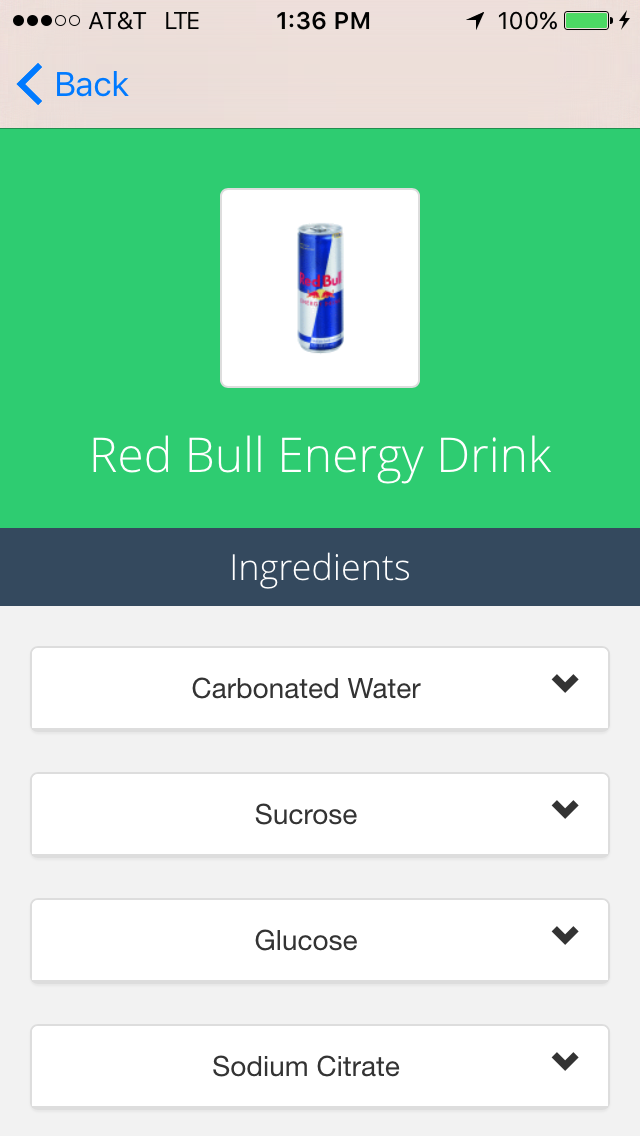 AT&T LTE 1:36 PM 100%
Back
Red Bull
Red Bull Energy Drink
Ingredients
Carbonated Water
Sucrose
Glucose
Sodium Citrate